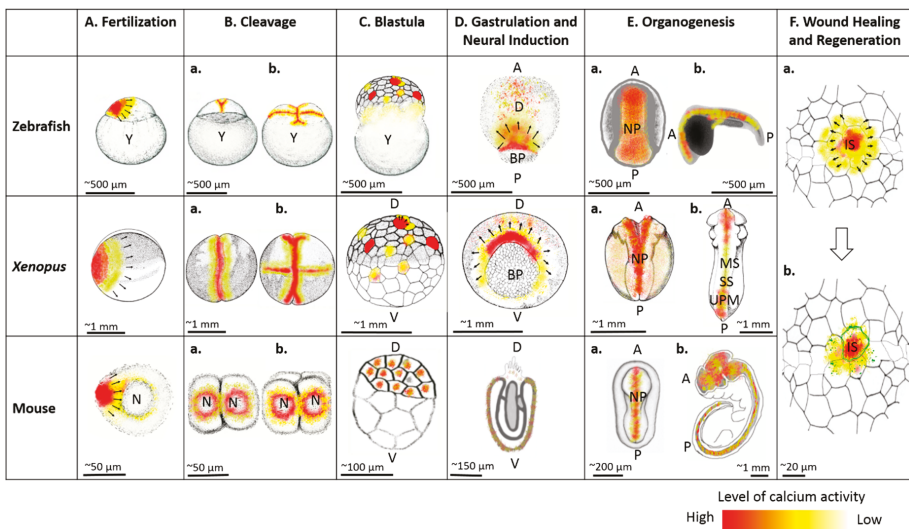 A. Fertilization
B. Cleavage
C. Blastula
D. Gastrulation and
Neural Induction
E. Organogenesis
F. Wound Healing
and Regeneration
Zebrafish
Y
~500 µm
a.
b.
Y
Y
~500 µm
Y
~500 µm
A
D
BP
P
~500 µm
a.
b.
A
NP
P
~500 µm
A
P
~500 µm
a.
IS
Xenopus
~1 mm
a.
b.
~1 mm
D
V
~1 mm
D
BP
V
~1 mm
a.
b.
A
NP
P
A
MS
SS
UPM
P
~1 mm
b.
IS
~20 µm
Mouse
N
~50 µm
a.
b.
N
N
N
N
~50 µm
D
V
~100 µm
D
V
~150 µm
a.
b.
A
NP
P
~200 µm
A
P
~1 mm
Level of calcium activity
High
Low